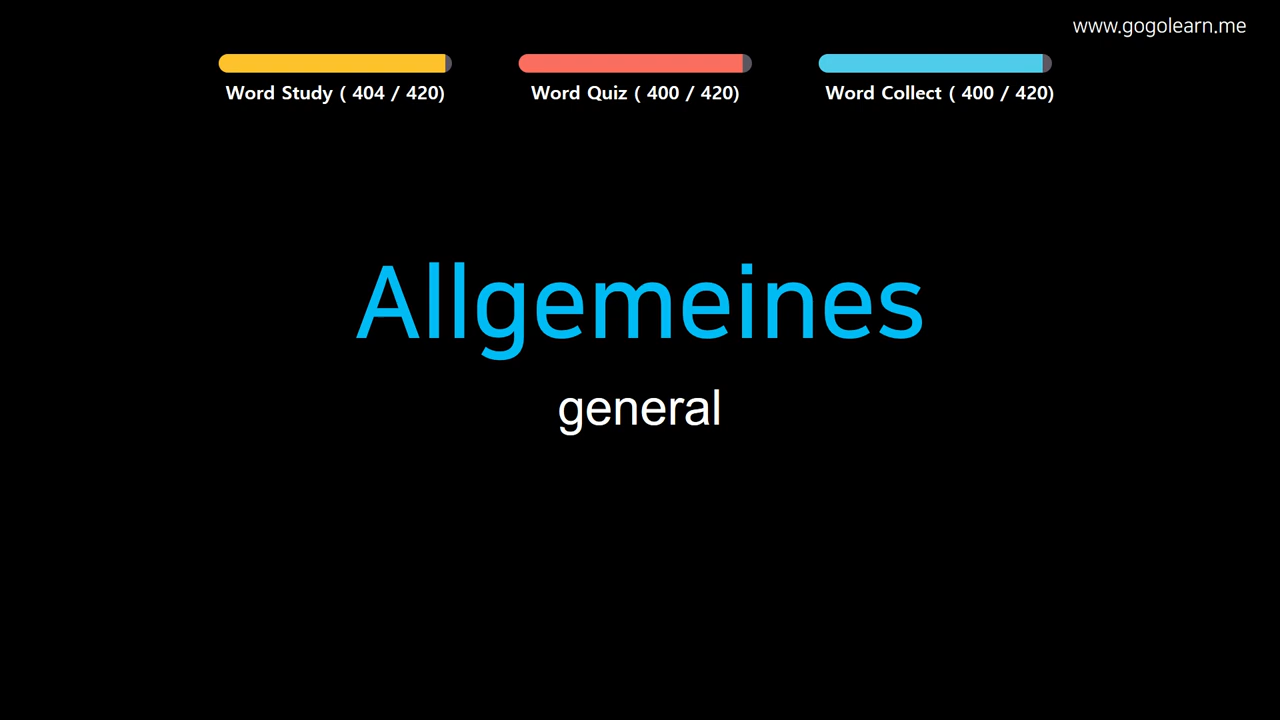 www.gogolearn.me
Word Study ( 404 / 420)
Word Quiz ( 400 / 420)
Word Collect ( 400 / 420)
Allgemeines
general